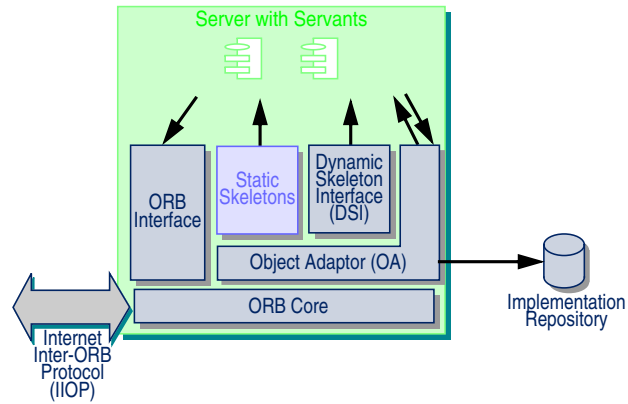 Server with Servants
ORB
Interface
Static
Skeletons
Dynamic
Skeleton
Interface
(DSI)
Object Adaptor (OA)
ORB Core
Internet
Inter-ORB
Protocol
(IIOP)
Implementation
Repository